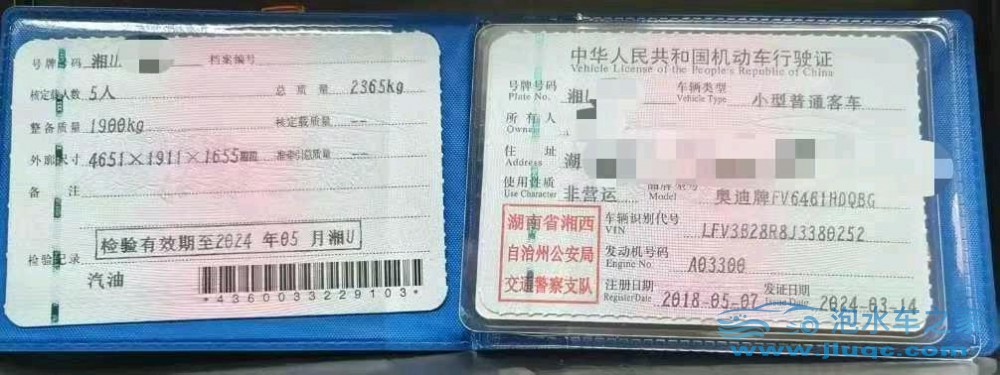 号牌号码 湘U 档案编号
核定载人数 5人 总质量 2365kg
整备质量 1900kg 核定载质量 --
外廓尺寸 4651×1911×1655 准牵引总质量 --
备注
检验有效期至2024年05月湘U
检验记录
汽油
*4360033229103*
中华人民共和国机动车行驶证
Vehicle License of the People's Republic of China
号牌号码 湘U 车辆类型 小型普通客车
Plate No. Vehicle Type
所有人
Owner
住址 湖
Address
使用性质 非营运 品牌型号 奥迪牌FV6461HDQBG
Use Character Model
湖南省湘西
自治州公安局
交通警察支队
车辆识别代号 LFV3B28R8J3380252
VIN
发动机号码 A03300
Engine No.
注册日期 2018-05-07 发证日期 2024-03-14
Register Date Issue Date
泡水车之家
www.jiuqc.com